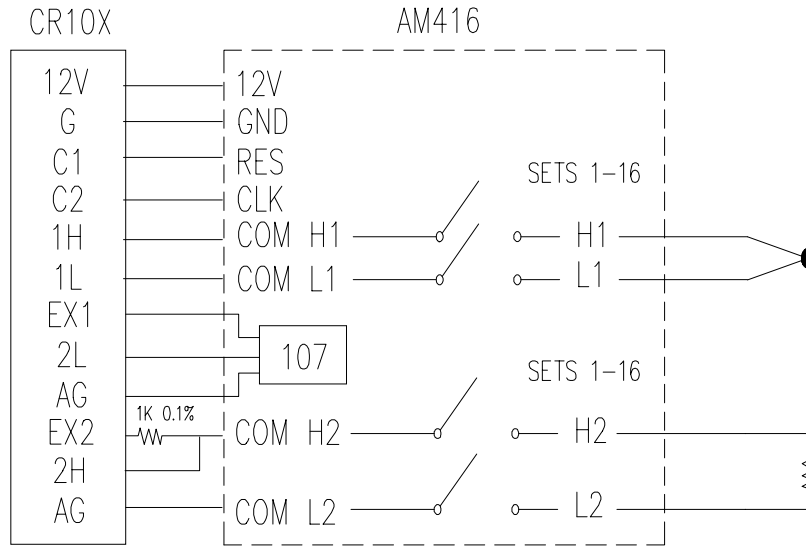 CR10X
AM416
12V
12V
G
GND
C1
RES
SETS 1-16
C2
CLK
1H
COM H1
H1
1L
COM L1
L1
EX1
2L
107
SETS 1-16
AG
1K 0.1%
EX2
COM H2
H2
2H
AG
COM L2
L2